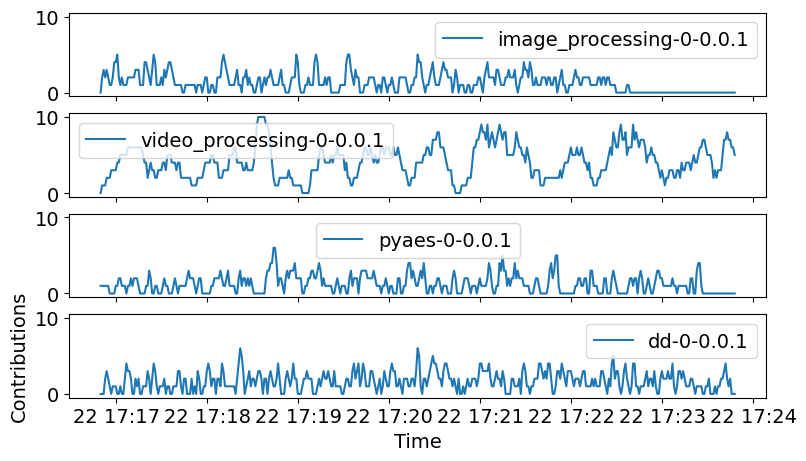 10
image_processing-0-0.0.1
0
10
video_processing-0-0.0.1
0
10
pyaes-0-0.0.1
0
10
dd-0-0.0.1
0
Contributions
22 17:17 22 17:18 22 17:19 22 17:20 22 17:21 22 17:22 22 17:23 22 17:24
Time